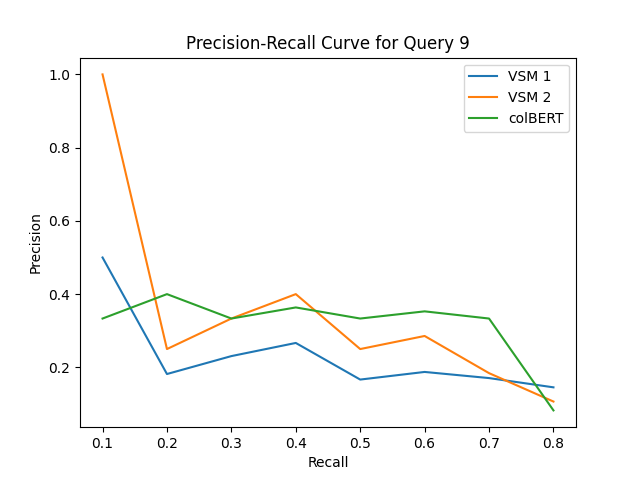 Precision-Recall Curve for Query 9
VSM 1
VSM 2
colBERT
Precision
1.0
0.8
0.6
0.4
0.2
0.1 0.2 0.3 0.4 0.5 0.6 0.7 0.8
Recall